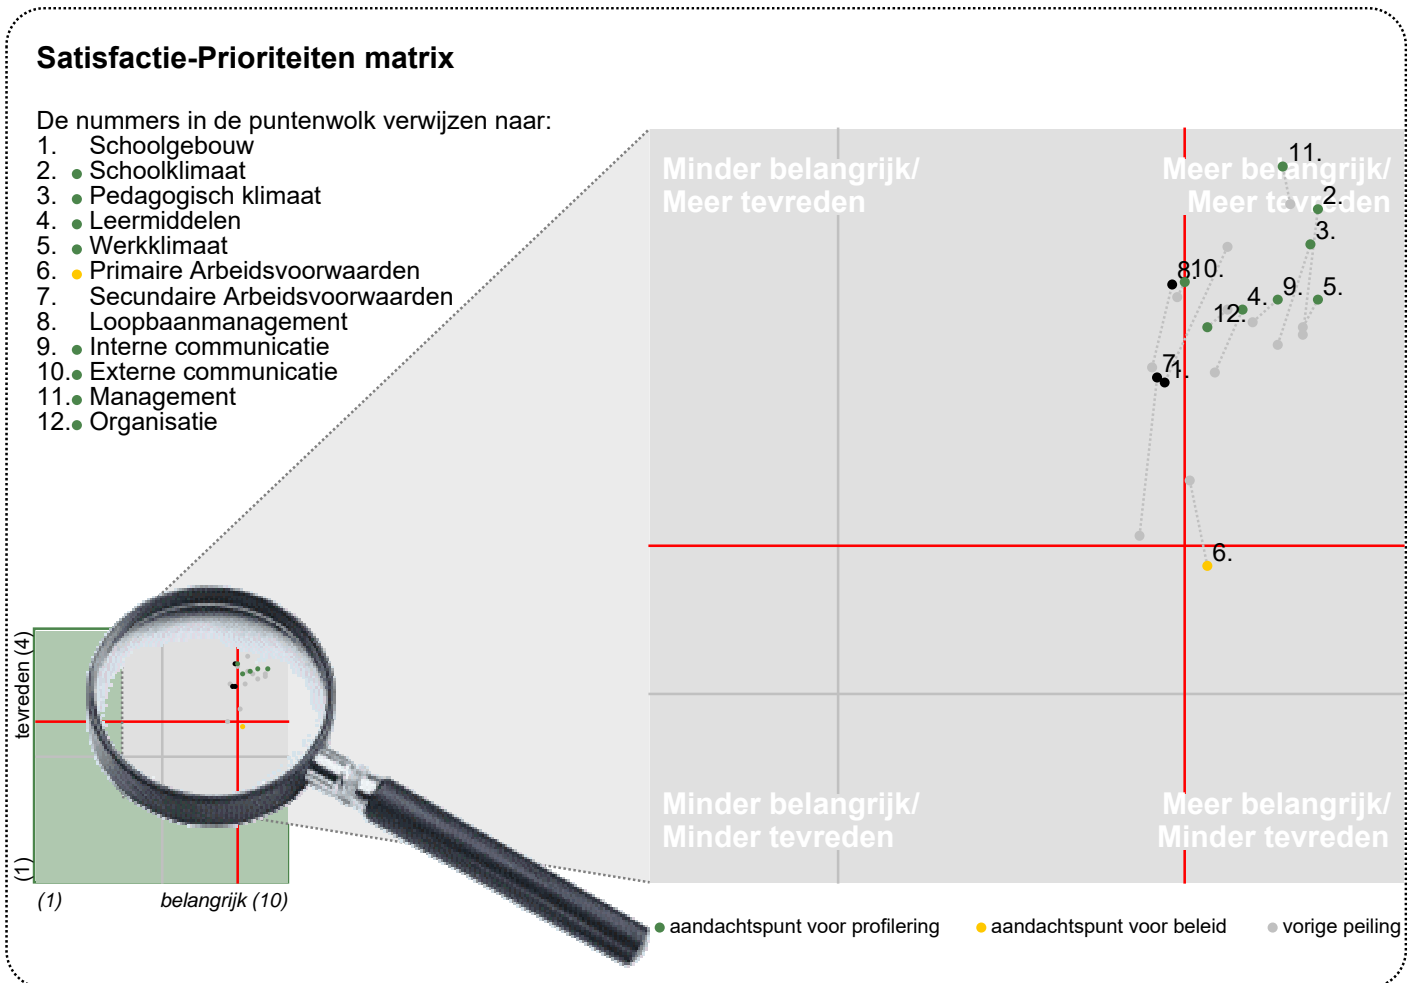 Satisfactie-Prioriteiten matrix
De nummers in de puntenwolk verwijzen naar:
1. Schoolgebouw
2. Schoolklimaat
3. Pedagogisch klimaat
4. Leermiddelen
5. Werkklimaat
6. Primaire Arbeidsvoorwaarden
7. Secundaire Arbeidsvoorwaarden
8. Loopbaanmanagement
9. Interne communicatie
10. Externe communicatie
11. Management
12. Organisatie
Minder belangrijk/
Meer tevreden
Meer belangrijk/
Meer tevreden
11.
2.
3.
8.
10.
4.
9.
5.
12.
7.
1.
6.
Minder belangrijk/
Minder tevreden
Meer belangrijk/
Minder tevreden
tevreden (4)
(1)
(1)
belangrijk (10)
aandachtspunt voor profilering
aandachtspunt voor beleid
vorige peiling